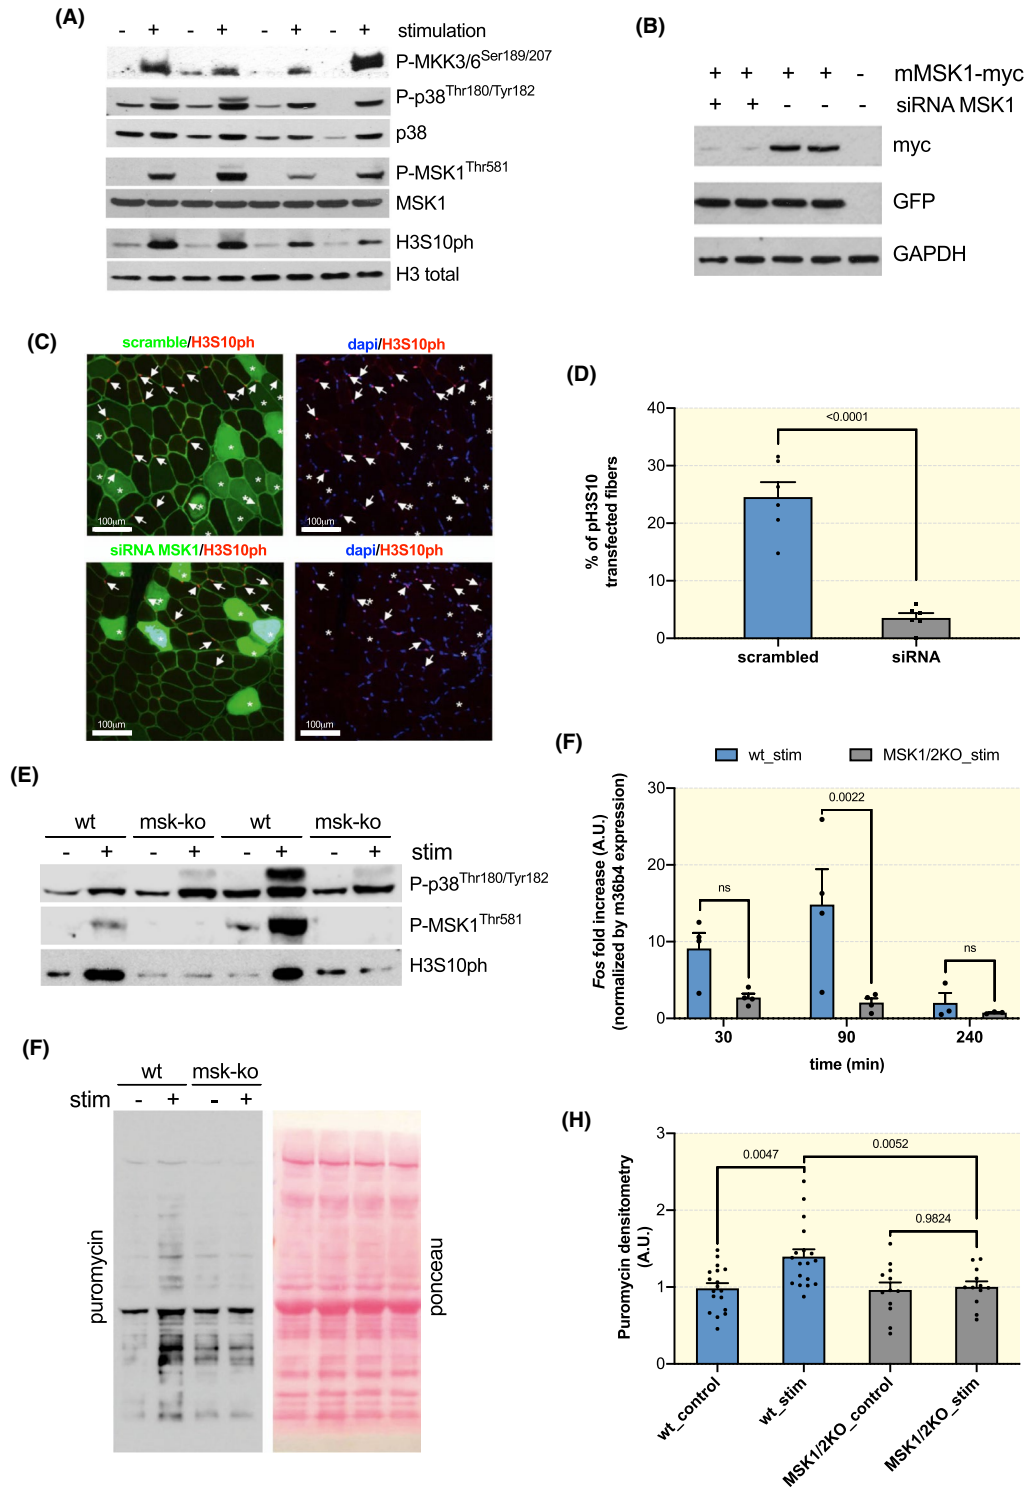 (A)
- + - + - + - + stimulation
P-MKK3/6Ser189/207
P-p38Thr180/Tyr182
p38
P-MSK1Thr581
MSK1
H3S10ph
H3 total
(B)
+ + + + - mMSK1-myc
+ + - - - siRNA MSK1
myc
GFP
GAPDH
(C)
scramble/H3S10ph
dapi/H3S10ph
100µm
100µm
siRNA MSK1/H3S10ph
dapi/H3S10ph
100µm
100µm
(D)
% of pH3S10
transfected fibers
40
30
20
10
0
<0.0001
scrambled
siRNA
(E)
wt msk-ko wt msk-ko
- + - + - + - + stim
P-p38Thr180/Tyr182
P-MSK1Thr581
H3S10ph
(F)
wt_stim
MSK1/2KO_stim
Fos fold increase (A.U.)
(normalized by m36b4 expression)
30
20
10
0
ns
0.0022
ns
30
90
240
time (min)
(F)
wt msk-ko
stim - + - +
puromycin
ponceau
(H)
Puromycin densitometry
(A.U.)
3
2
1
0
0.0047
0.0052
0.9824
wt_control
wt_stim
MSK1/2KO_control
MSK1/2KO_stim